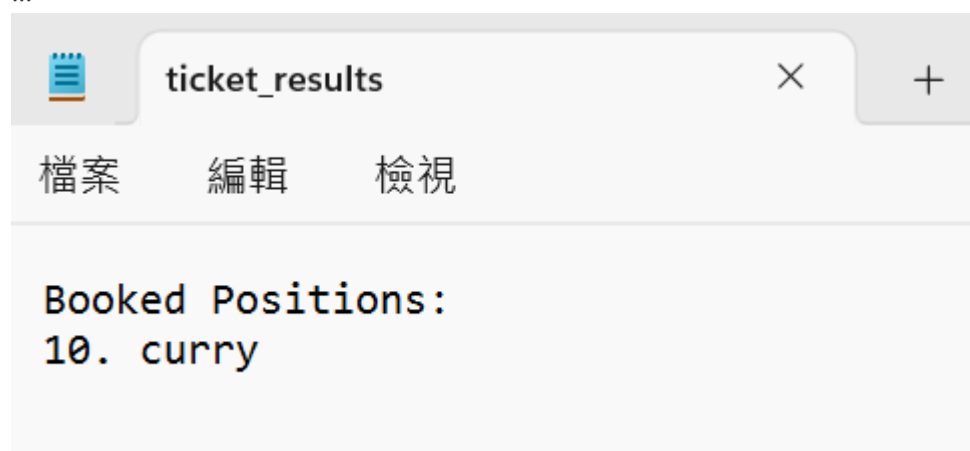 ...
ticket_results
檔案 編輯 檢視
Booked Positions:
10. curry